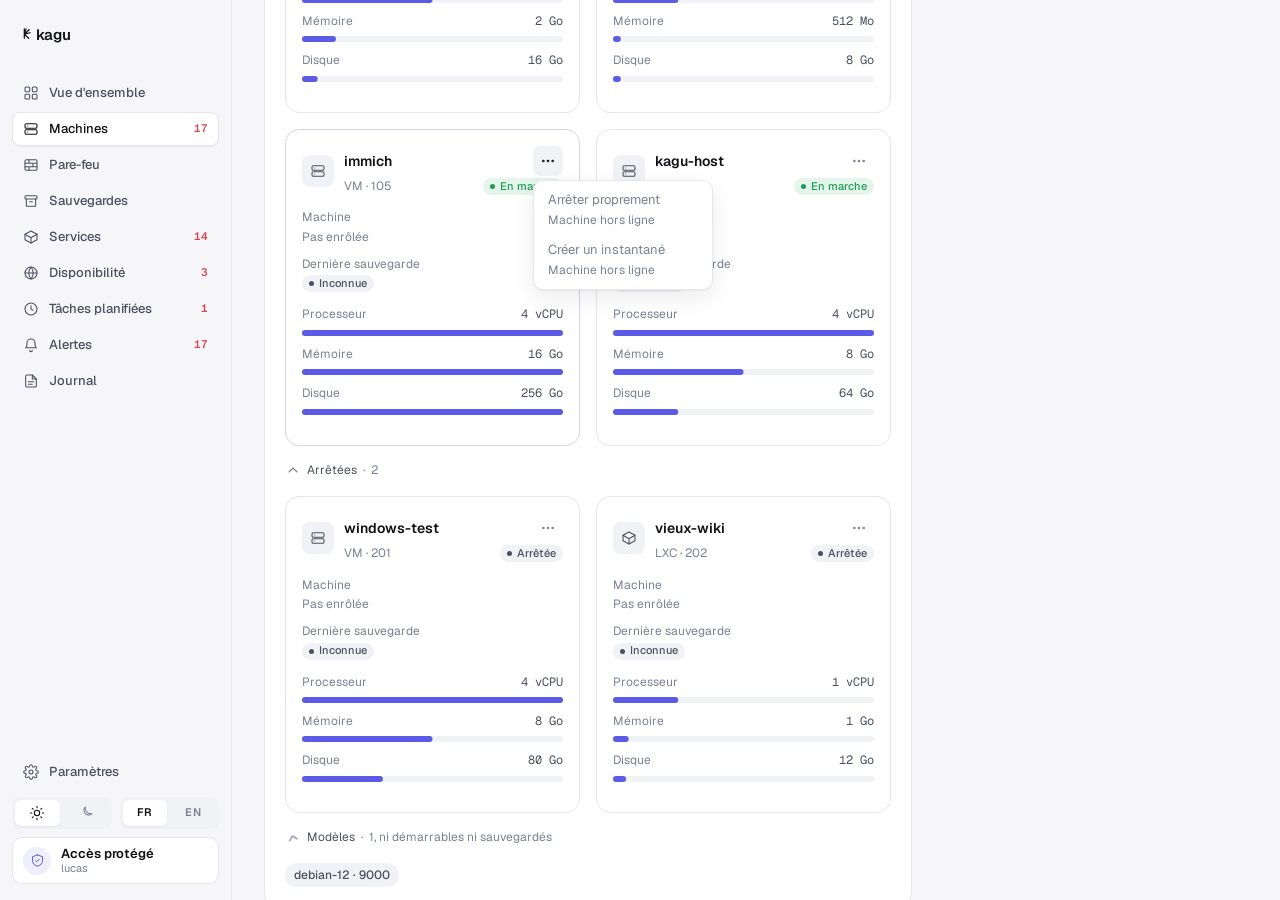 kagu
Vue d'ensemble
Machines 17
Pare-feu
Sauvegardes
Services 14
Disponibilité 3
Tâches planifiées 1
Alertes 17
Journal
Paramètres
FR EN
Accès protégé
lucas
Mémoire 2 Go
Disque 16 Go
Mémoire 512 Mo
Disque 8 Go
immich
VM · 105
En mar
Machine
Pas enrôlée
Dernière sauvegarde
Inconnue
Processeur 4 vCPU
Mémoire 16 Go
Disque 256 Go
Arrêter proprement
Machine hors ligne
Créer un instantané
Machine hors ligne
kagu-host
En marche
rde
Processeur 4 vCPU
Mémoire 8 Go
Disque 64 Go
Arrêtées · 2
windows-test
VM · 201 Arrêtée
Machine
Pas enrôlée
Dernière sauvegarde
Inconnue
Processeur 4 vCPU
Mémoire 8 Go
Disque 80 Go
vieux-wiki
LXC · 202 Arrêtée
Machine
Pas enrôlée
Dernière sauvegarde
Inconnue
Processeur 1 vCPU
Mémoire 1 Go
Disque 12 Go
Modèles · 1, ni démarrables ni sauvegardés
debian-12 · 9000